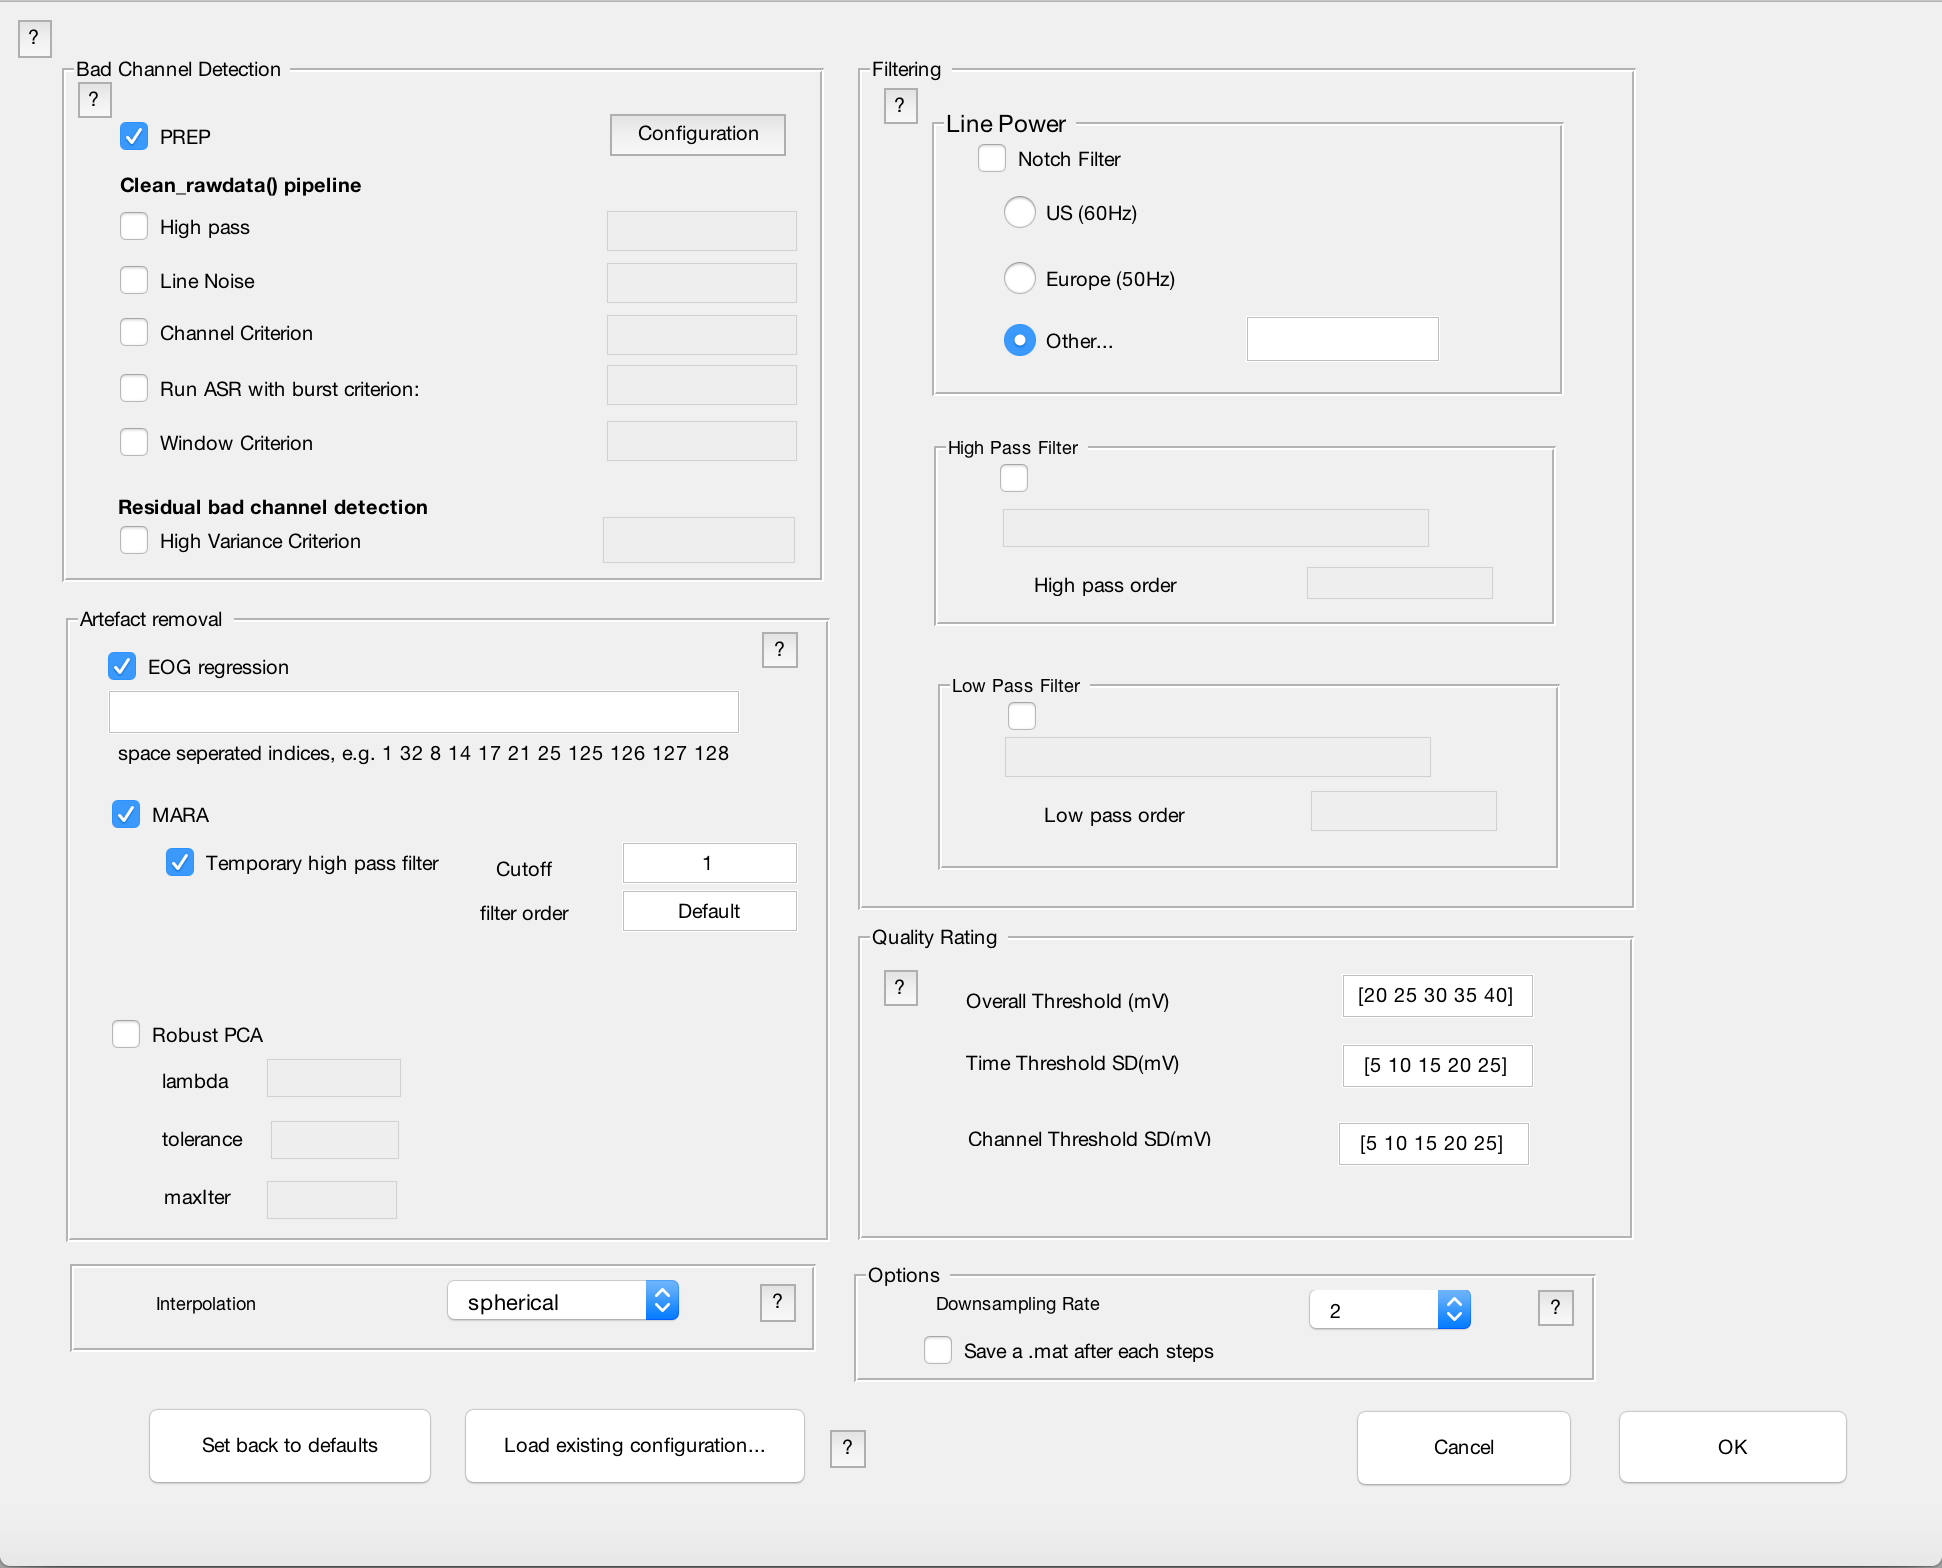 ?
Bad Channel Detection
?
PREP
Configuration
Clean_rawdata() pipeline
High pass
Line Noise
Channel Criterion
Run ASR with burst criterion:
Window Criterion
Residual bad channel detection
High Variance Criterion
Artefact removal
?
EOG regression
space seperated indices, e.g. 1 32 8 14 17 21 25 125 126 127 128
MARA
Temporary high pass filter
Cutoff
1
filter order
Default
Robust PCA
lambda
tolerance
maxIter
Interpolation
spherical
?
Filtering
?
Line Power
Notch Filter
US (60Hz)
Europe (50Hz)
Other...
High Pass Filter
High pass order
Low Pass Filter
Low pass order
Quality Rating
?
Overall Threshold (mV)
[20 25 30 35 40]
Time Threshold SD(mV)
[5 10 15 20 25]
Channel Threshold SD(mV)
[5 10 15 20 25]
Options
Downsampling Rate
2
?
Save a .mat after each steps
Set back to defaults
Load existing configuration...
?
Cancel
OK